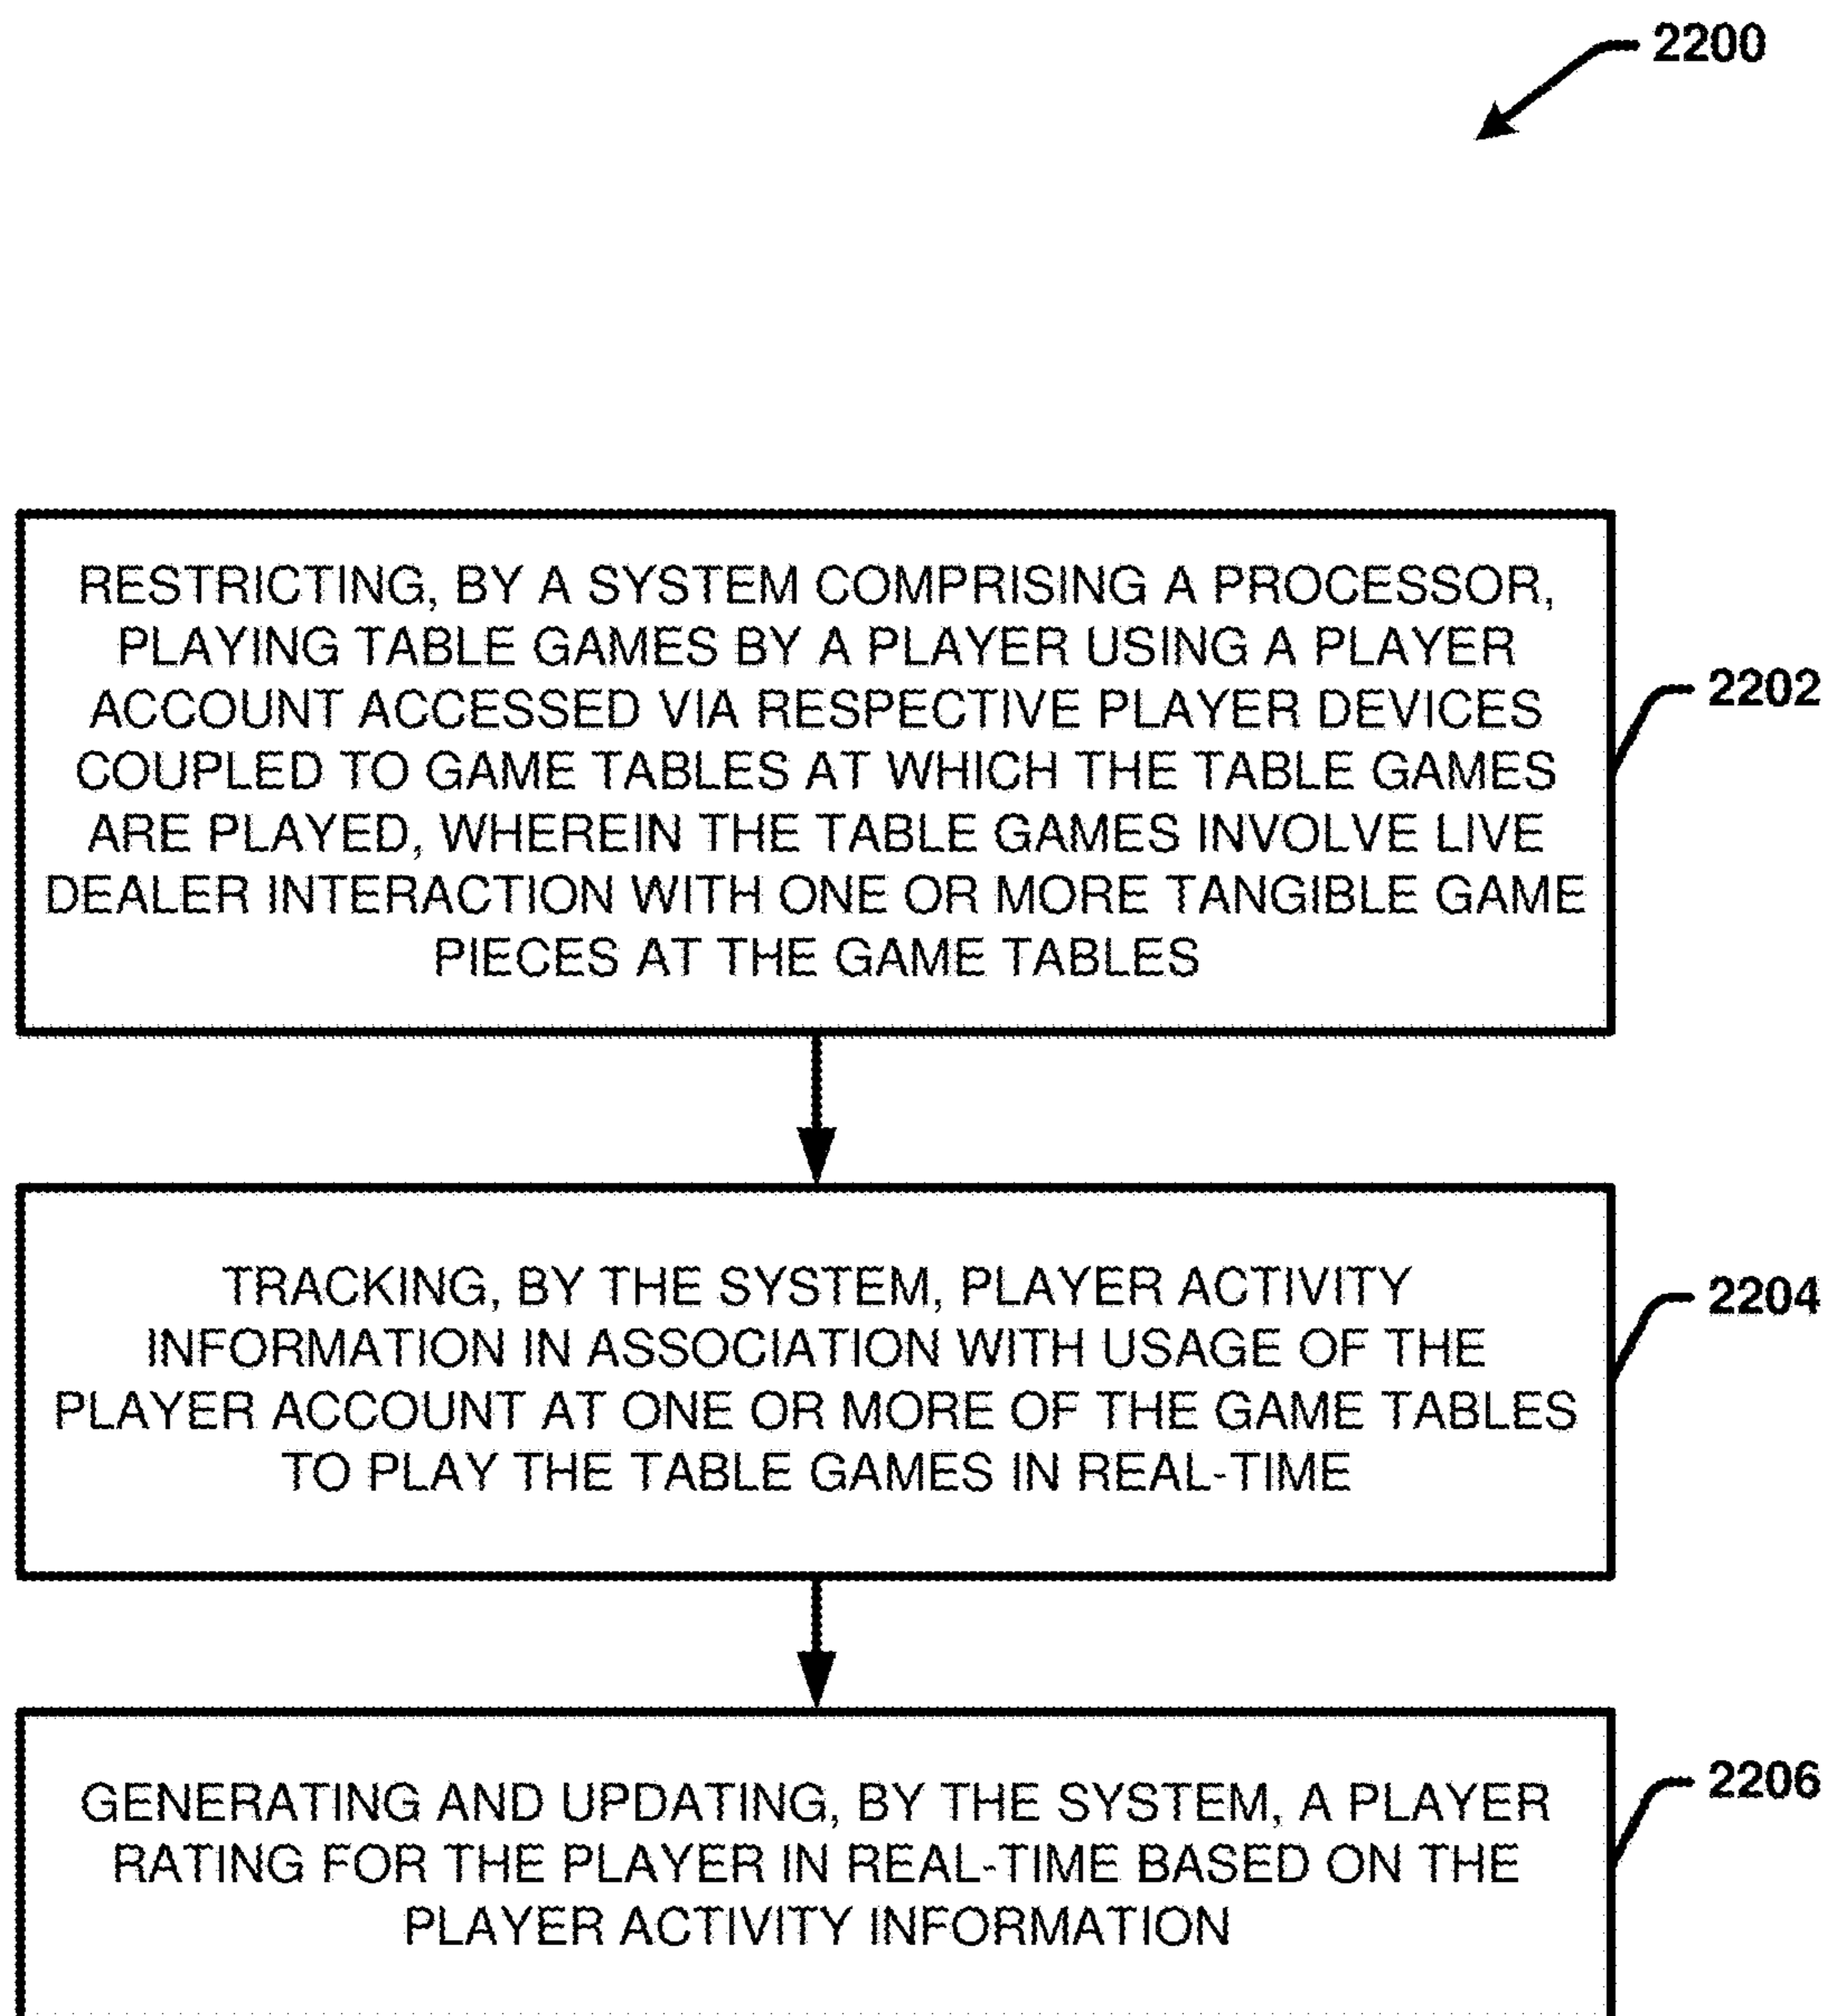 2200
RESTRICTING, BY A SYSTEM COMPRISING A PROCESSOR,
PLAYING TABLE GAMES BY A PLAYER USING A PLAYER
ACCOUNT ACCESSED VIA RESPECTIVE PLAYER DEVICES
COUPLED TO GAME TABLES AT WHICH THE TABLE GAMES
ARE PLAYED, WHEREIN THE TABLE GAMES INVOLVE LIVE
DEALER INTERACTION WITH ONE OR MORE TANGIBLE GAME
PIECES AT THE GAME TABLES
2202
TRACKING, BY THE SYSTEM, PLAYER ACTIVITY
INFORMATION IN ASSOCIATION WITH USAGE OF THE
PLAYER ACCOUNT AT ONE OR MORE OF THE GAME TABLES
TO PLAY THE TABLE GAMES IN REAL-TIME
2204
GENERATING AND UPDATING, BY THE SYSTEM, A PLAYER
RATING FOR THE PLAYER IN REAL-TIME BASED ON THE
PLAYER ACTIVITY INFORMATION
2206